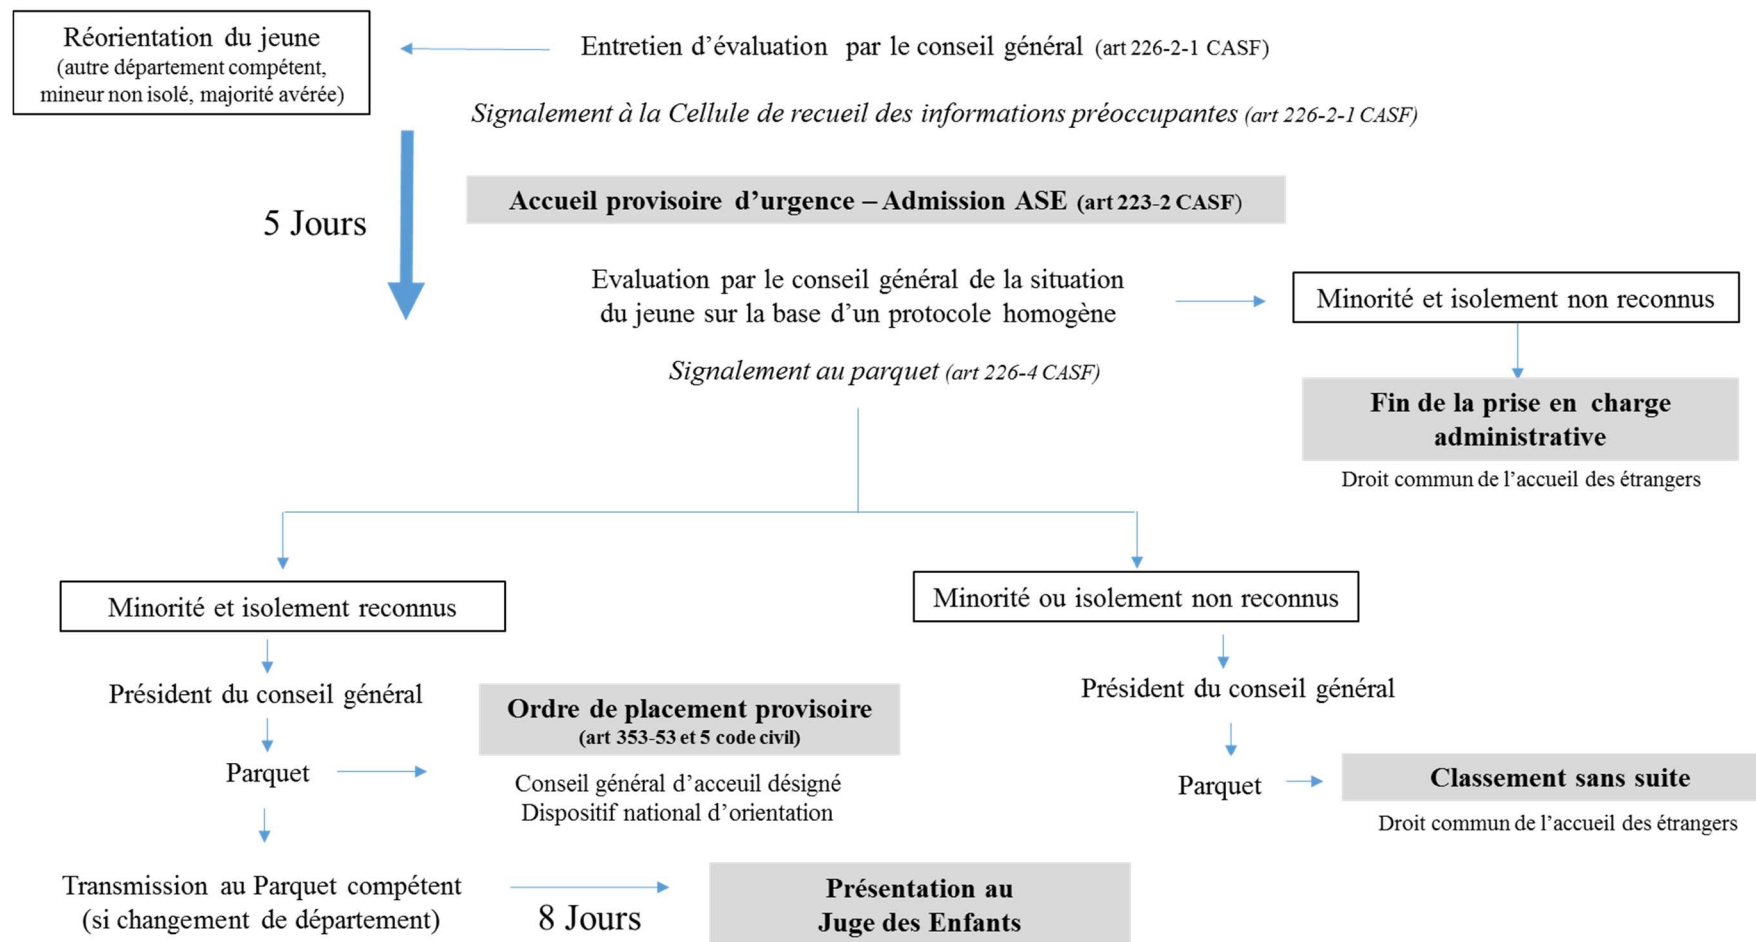 Réorientation du jeune
(autre département compétent,
mineur non isolé, majorité avérée)
Entretien d’évaluation par le conseil général (art 226-2-1 CASF)
Signalement à la Cellule de recueil des informations préoccupantes (art 226-2-1 CASF)
5 Jours
Accueil provisoire d’urgence – Admission ASE (art 223-2 CASF)
Evaluation par le conseil général de la situation
du jeune sur la base d’un protocole homogène
Minorité et isolement non reconnus
Signalement au parquet (art 226-4 CASF)
Fin de la prise en charge
administrative
Droit commun de l’accueil des étrangers
Minorité et isolement reconnus
Minorité ou isolement non reconnus
Président du conseil général
Président du conseil général
Ordre de placement provisoire
(art 353-53 et 5 code civil)
Parquet
Conseil général d’acceuil désigné
Dispositif national d’orientation
Parquet
Classement sans suite
Droit commun de l’accueil des étrangers
Transmission au Parquet compétent
(si changement de département)
8 Jours
Présentation au
Juge des Enfants